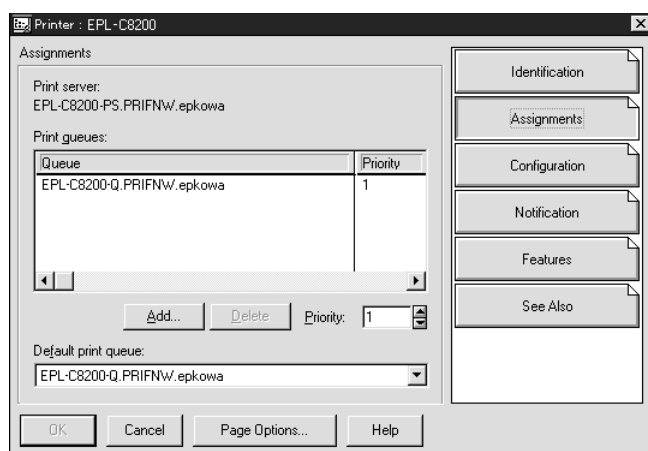 Printer : EPL-C8200
Assignments
Print server:
EPL-C8200-PS.PRIFNW.epkowa
Print queues:
Queue Priority
EPL-C8200-Q.PRIFNW.epkowa 1
Add... Delete Priority: 1
Default print queue:
EPL-C8200-Q.PRIFNW.epkowa
OK Cancel Page Options... Help
Identification
Assignments
Configuration
Notification
Features
See Also